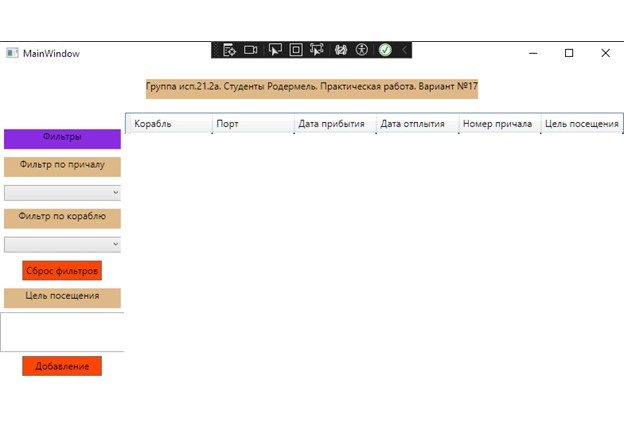 MainWindow
Группа исп.21.2а. Студенты Родермель. Практическая работа. Вариант №17
Корабль Порт Дата прибытия Дата отплытия Номер причала Цель посещения
Фильтры
Фильтр по причалу
Фильтр по кораблю
Сброс фильтров
Цель посещения
Добавление